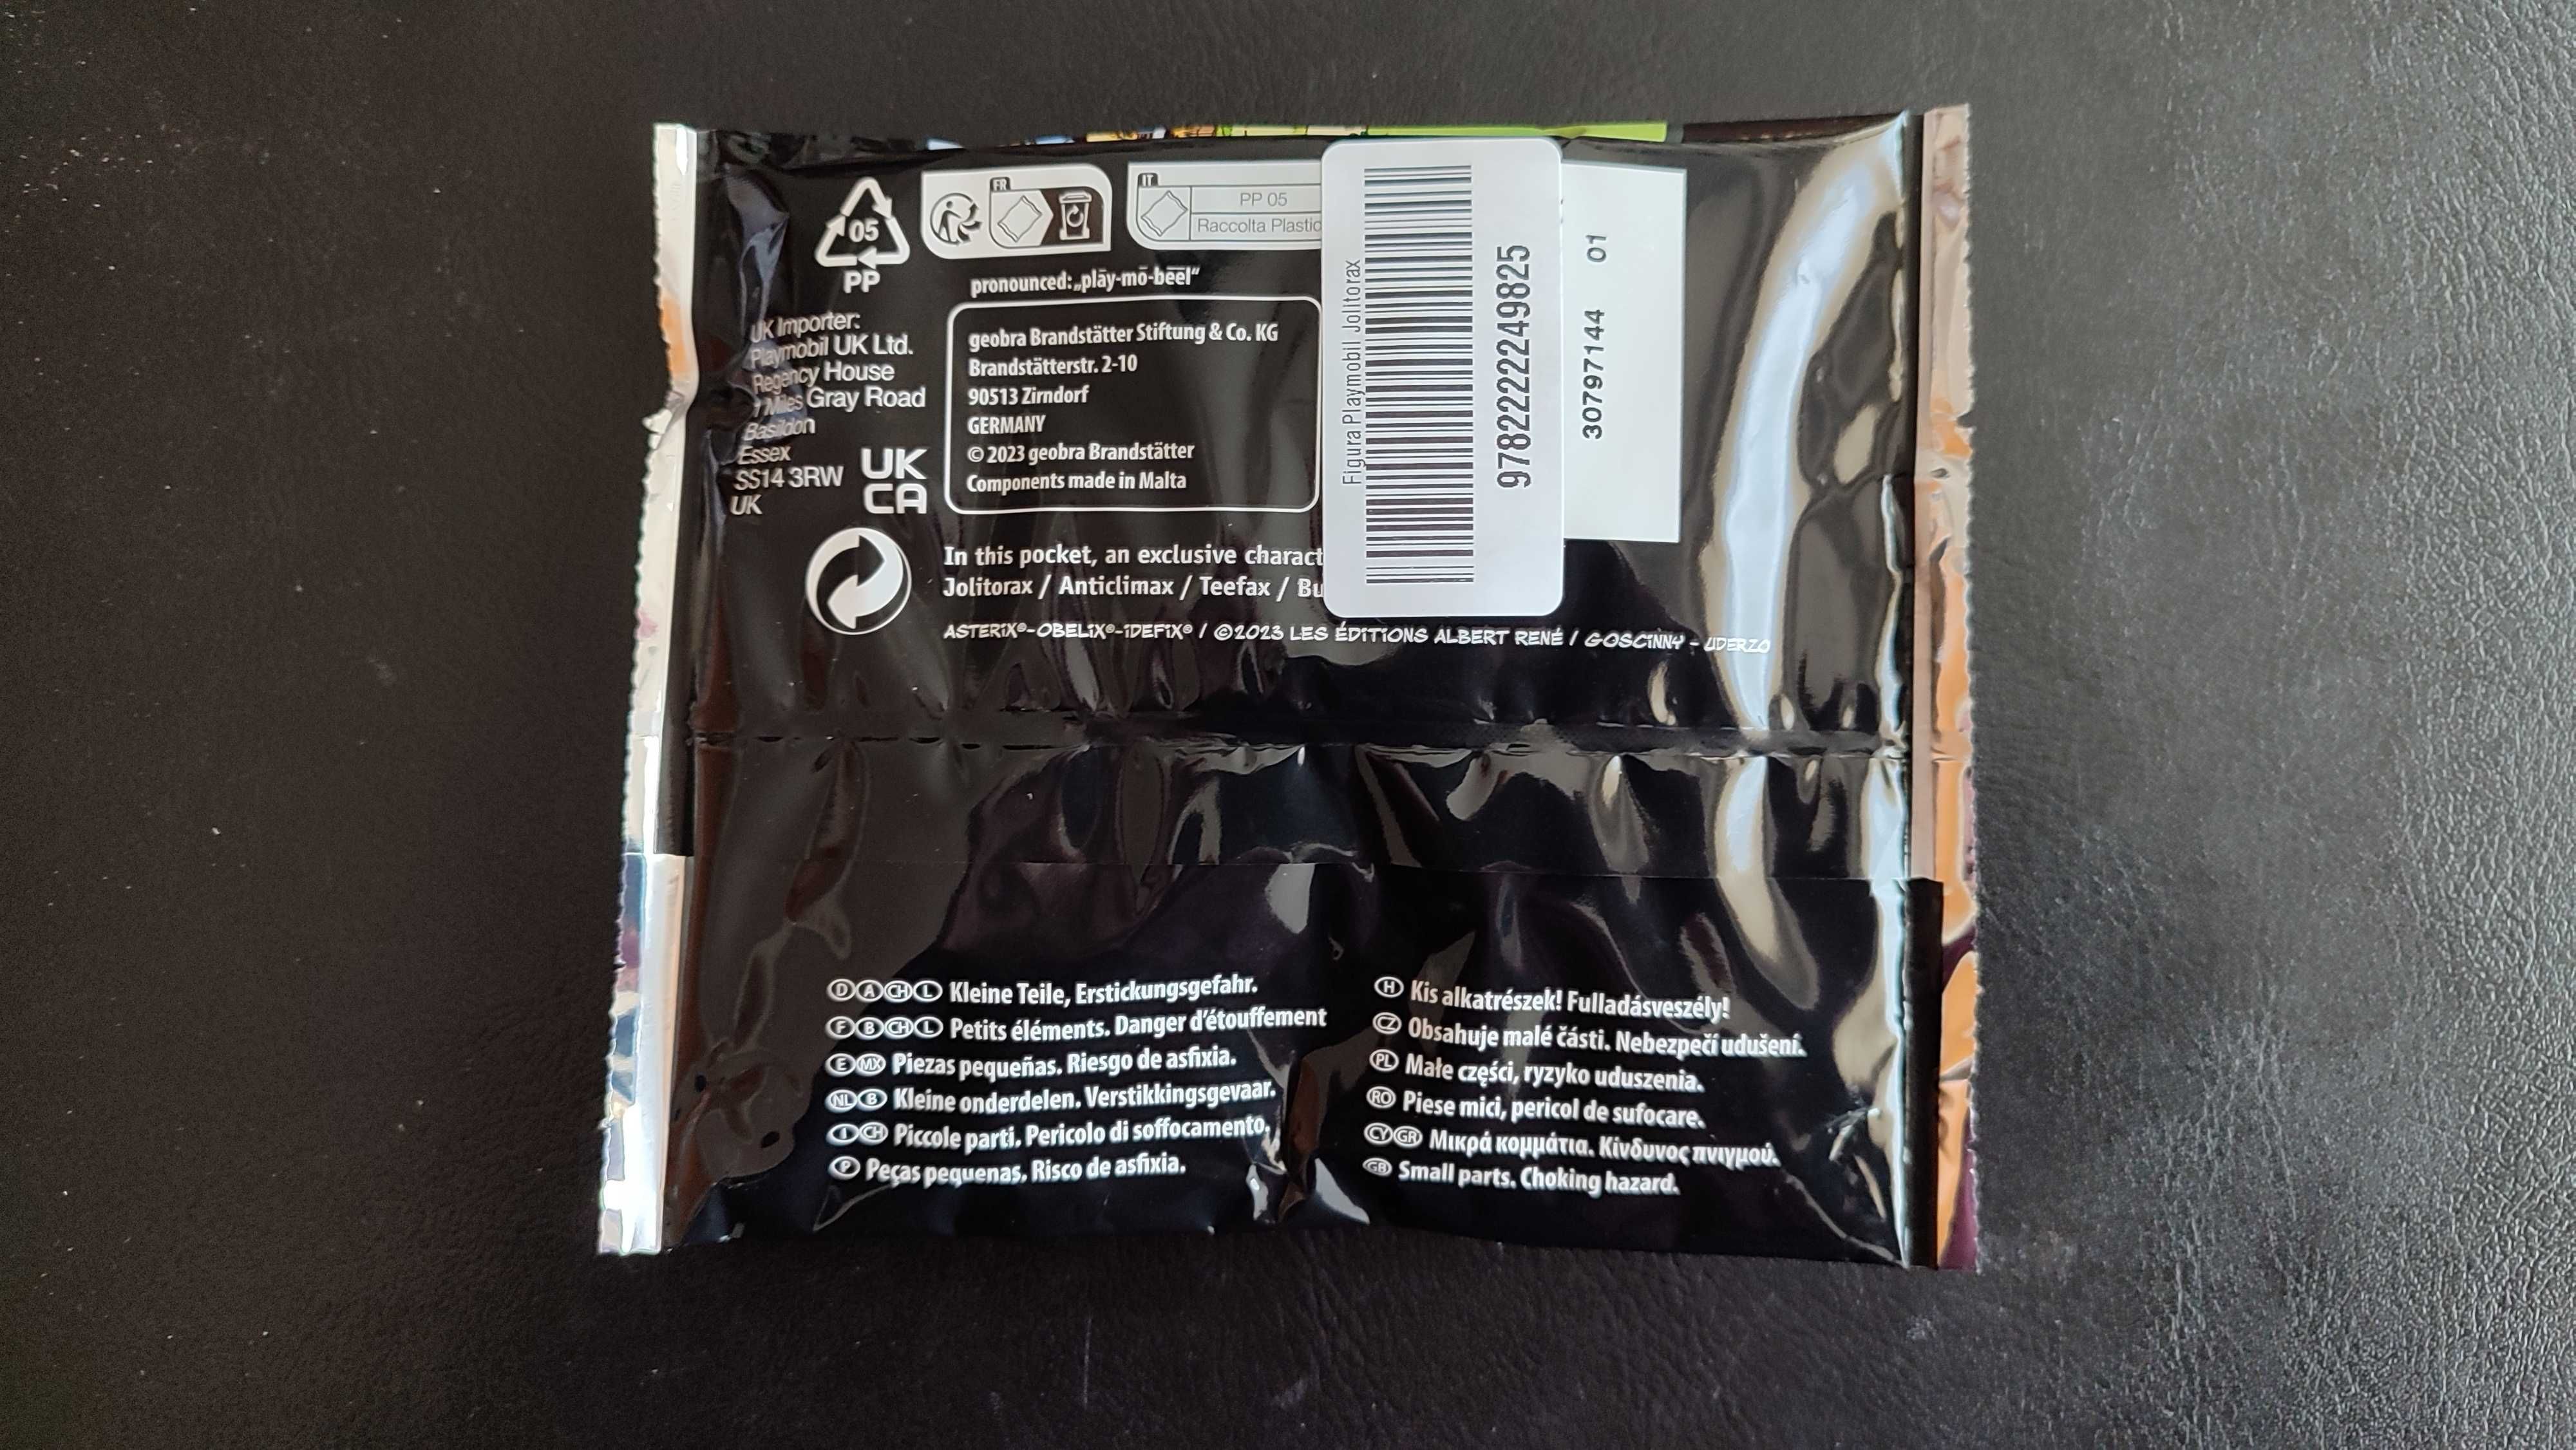 05
PP
FR
IT
PP 05
Raccolta Plastic
pronounced: „plāy-mō-bēēl“
UK Importer:
Playmobil UK Ltd.
Regency House
1 Miles Gray Road
Basildon
Essex
SS14 3RW
UK
UK
CA
geobra Brandstätter Stiftung & Co. KG
Brandstätterstr. 2-10
90513 Zirndorf
GERMANY
© 2023 geobra Brandstätter
Components made in Malta
Figura Playmobil Jolitorax
9782222249825
30797144 01
In this pocket, an exclusive charact
Jolitorax / Anticlimax / Teefax / Bu
ASTERIX®-OBELIX®-IDEFIX® / ©2023 LES ÉDITIONS ALBERT RENÉ / GOSCINNY - UDERZO
D A CH L Kleine Teile, Erstickungsgefahr.
F B CH L Petits éléments. Danger d'étouffement
E MX Piezas pequeñas. Riesgo de asfixia.
NL B Kleine onderdelen. Verstikkingsgevaar.
I CH Piccole parti. Pericolo di soffocamento.
P Peças pequenas. Risco de asfixia.
H Kis alkatrészek! Fulladásveszély!
CZ Obsahuje malé části. Nebezpečí udušení.
PL Małe części, ryzyko uduszenia.
RO Piese mici, pericol de sufocare.
CY GR Μικρά κομμάτια. Κίνδυνος πνιγμού.
GB Small parts. Choking hazard.